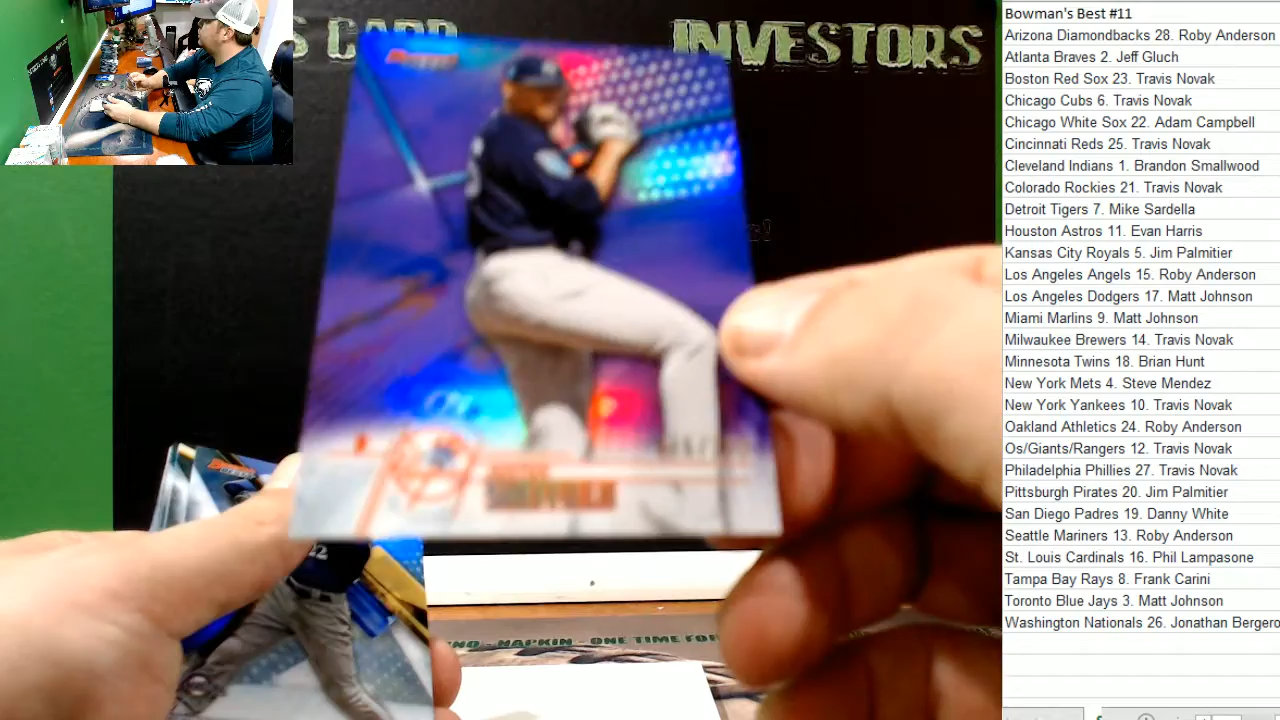 S CARD INVESTORS
Bowman's Best #11
Arizona Diamondbacks 28. Roby Anderson
Atlanta Braves 2. Jeff Gluch
Boston Red Sox 23. Travis Novak
Chicago Cubs 6. Travis Novak
Chicago White Sox 22. Adam Campbell
Cincinnati Reds 25. Travis Novak
Cleveland Indians 1. Brandon Smallwood
Colorado Rockies 21. Travis Novak
Detroit Tigers 7. Mike Sardella
Houston Astros 11. Evan Harris
Kansas City Royals 5. Jim Palmitier
Los Angeles Angels 15. Roby Anderson
Los Angeles Dodgers 17. Matt Johnson
Miami Marlins 9. Matt Johnson
Milwaukee Brewers 14. Travis Novak
Minnesota Twins 18. Brian Hunt
New York Mets 4. Steve Mendez
New York Yankees 10. Travis Novak
Oakland Athletics 24. Roby Anderson
Os/Giants/Rangers 12. Travis Novak
Philadelphia Phillies 27. Travis Novak
Pittsburgh Pirates 20. Jim Palmitier
San Diego Padres 19. Danny White
Seattle Mariners 13. Roby Anderson
St. Louis Cardinals 16. Phil Lampasone
Tampa Bay Rays 8. Frank Carini
Toronto Blue Jays 3. Matt Johnson
Washington Nationals 26. Jonathan Bergero
NO - NAPKIN - ONE TIME FOR